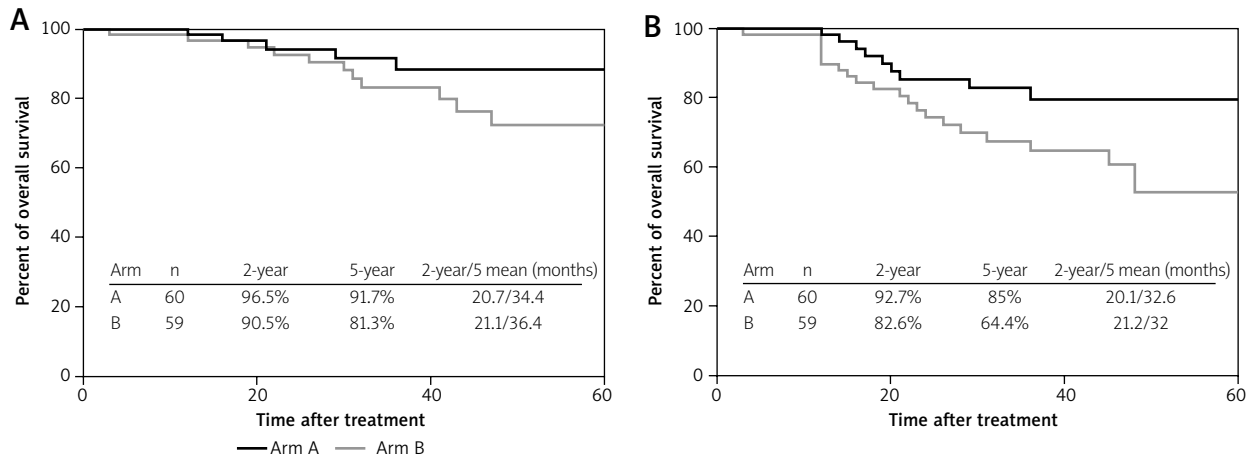 A
Percent of overall survival
100
80
60
40
20
0
Arm n 2-year 5-year 2-year/5 mean (months)
A 60 96.5% 91.7% 20.7/34.4
B 59 90.5% 81.3% 21.1/36.4
0 20 40 60
Time after treatment
Arm A Arm B
B
Percent of overall survival
100
80
60
40
20
0
Arm n 2-year 5-year 2-year/5 mean (months)
A 60 92.7% 85% 20.1/32.6
B 59 82.6% 64.4% 21.2/32
0 20 40 60
Time after treatment